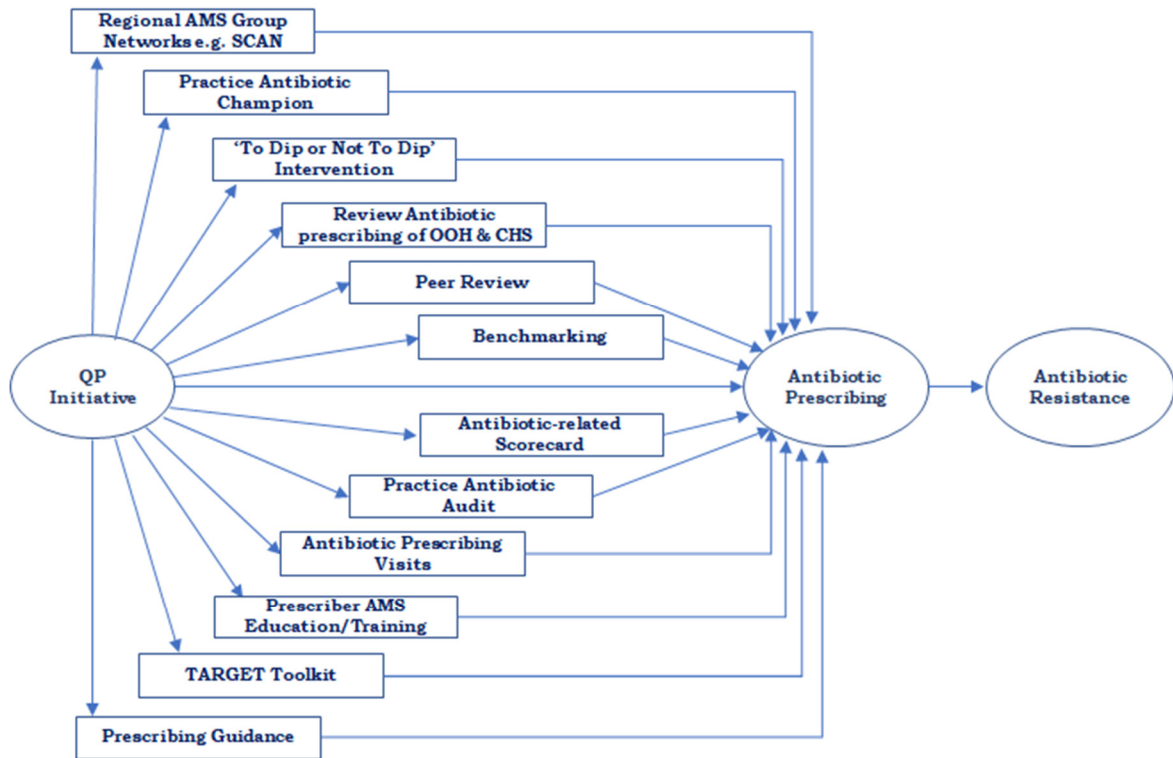 Regional AMS Group
Networks e.g. SCAN
Practice Antibiotic
Champion
‘To Dip or Not To Dip’
Intervention
Review Antibiotic
prescribing of OOH & CHS
Peer Review
Benchmarking
QP
Initiative
Antibiotic
Prescribing
Antibiotic
Resistance
Antibiotic-related
Scorecard
Practice Antibiotic
Audit
Antibiotic Prescribing
Visits
Prescriber AMS
Education/Training
TARGET Toolkit
Prescribing Guidance